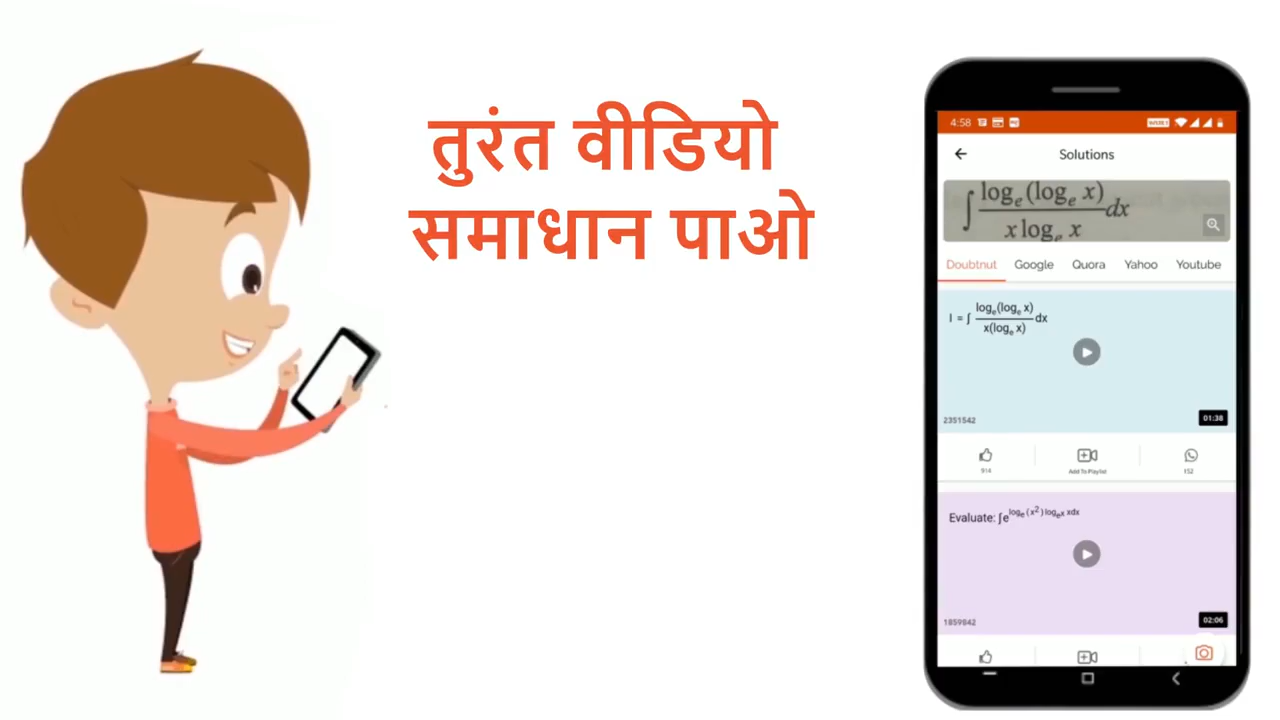 तुरंत वीडियो
समाधान पाओ
4:58
Solutions
∫ logₑ(logₑ x) / x logₑ x dx
Doubtnut Google Quora Yahoo Youtube
I = ∫ logₑ(logₑ x) / x(logₑ x) dx
2351542 01:38
914 Add To Playlist 152
Evaluate: ∫e^logₑ(x²) logₑx xdx
1859842 02:06